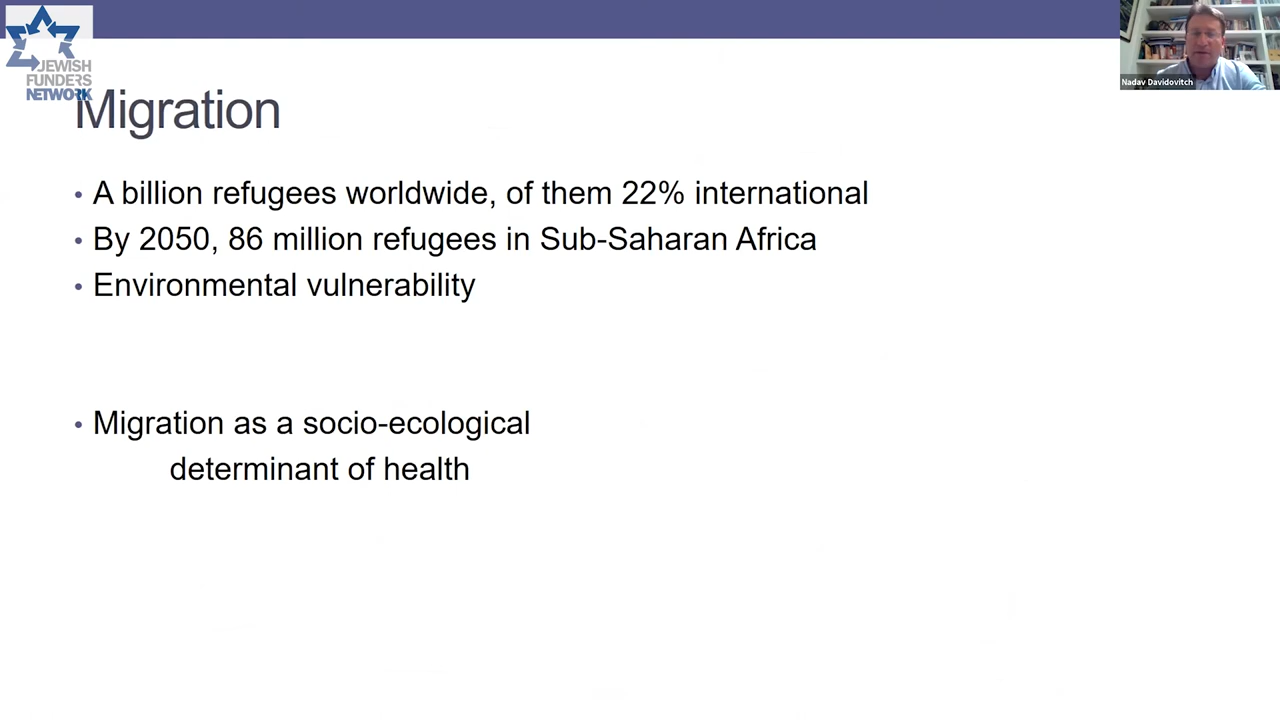 JEWISH
FUNDERS
NETWORK
Nadav Davidovitch
Migration
• A billion refugees worldwide, of them 22% international
• By 2050, 86 million refugees in Sub-Saharan Africa
• Environmental vulnerability
• Migration as a socio-ecological
determinant of health